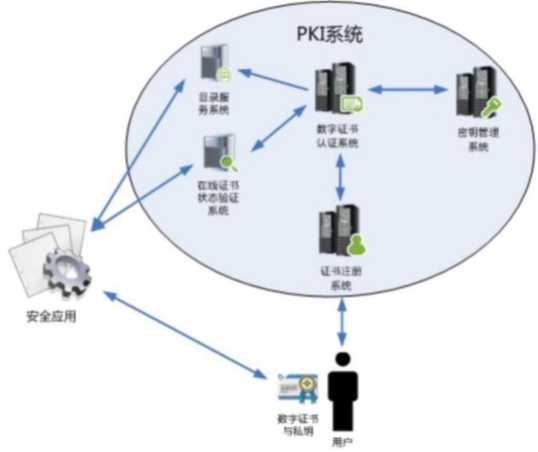 PKI系统
目录服
务系统
数字证书
认证系统
密钥管理
系统
在线证书
状态验证
系统
证书注册
系统
安全应用
数字证书
与私钥
用户